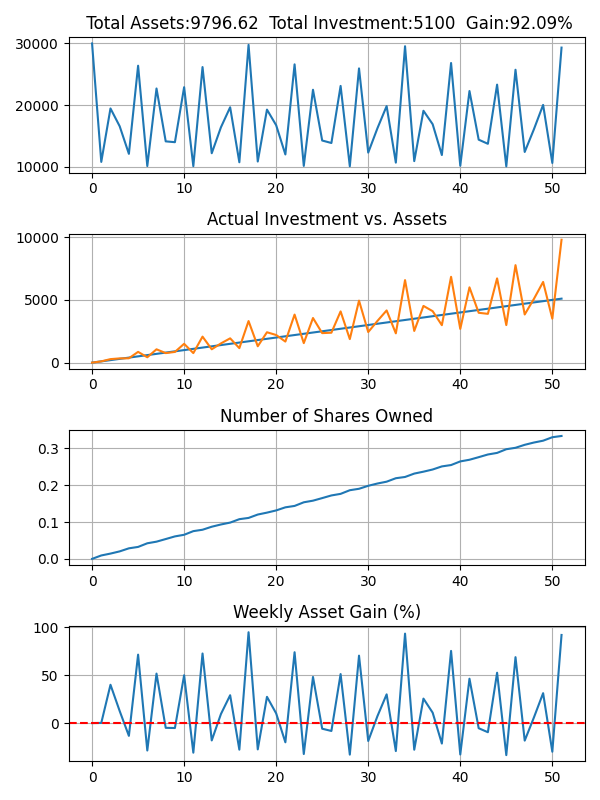 Total Assets:9796.62 Total Investment:5100 Gain:92.09%
30000
20000
10000
0 10 20 30 40 50
Actual Investment vs. Assets
10000
5000
0
0 10 20 30 40 50
Number of Shares Owned
0.3
0.2
0.1
0.0
0 10 20 30 40 50
Weekly Asset Gain (%)
100
50
0
0 10 20 30 40 50